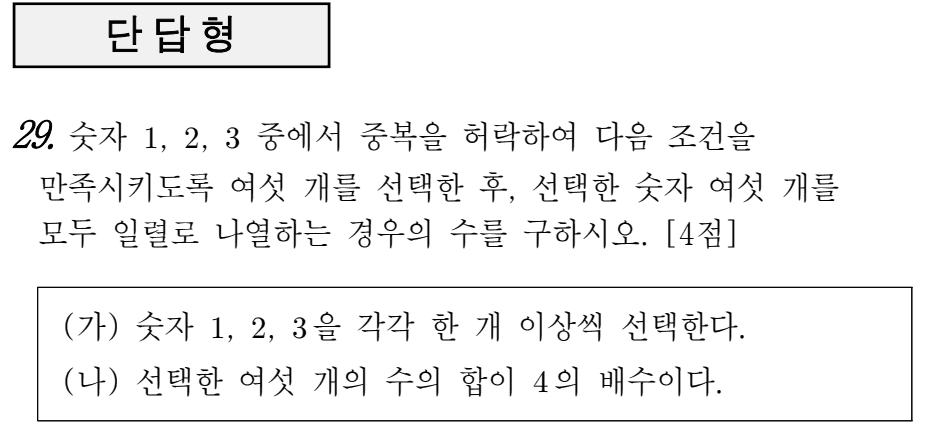 단 답 형
29. 숫자 1, 2, 3 중에서 중복을 허락하여 다음 조건을
만족시키도록 여섯 개를 선택한 후, 선택한 숫자 여섯 개를
모두 일렬로 나열하는 경우의 수를 구하시오. [4점]
(가) 숫자 1, 2, 3을 각각 한 개 이상씩 선택한다.
(나) 선택한 여섯 개의 수의 합이 4의 배수이다.